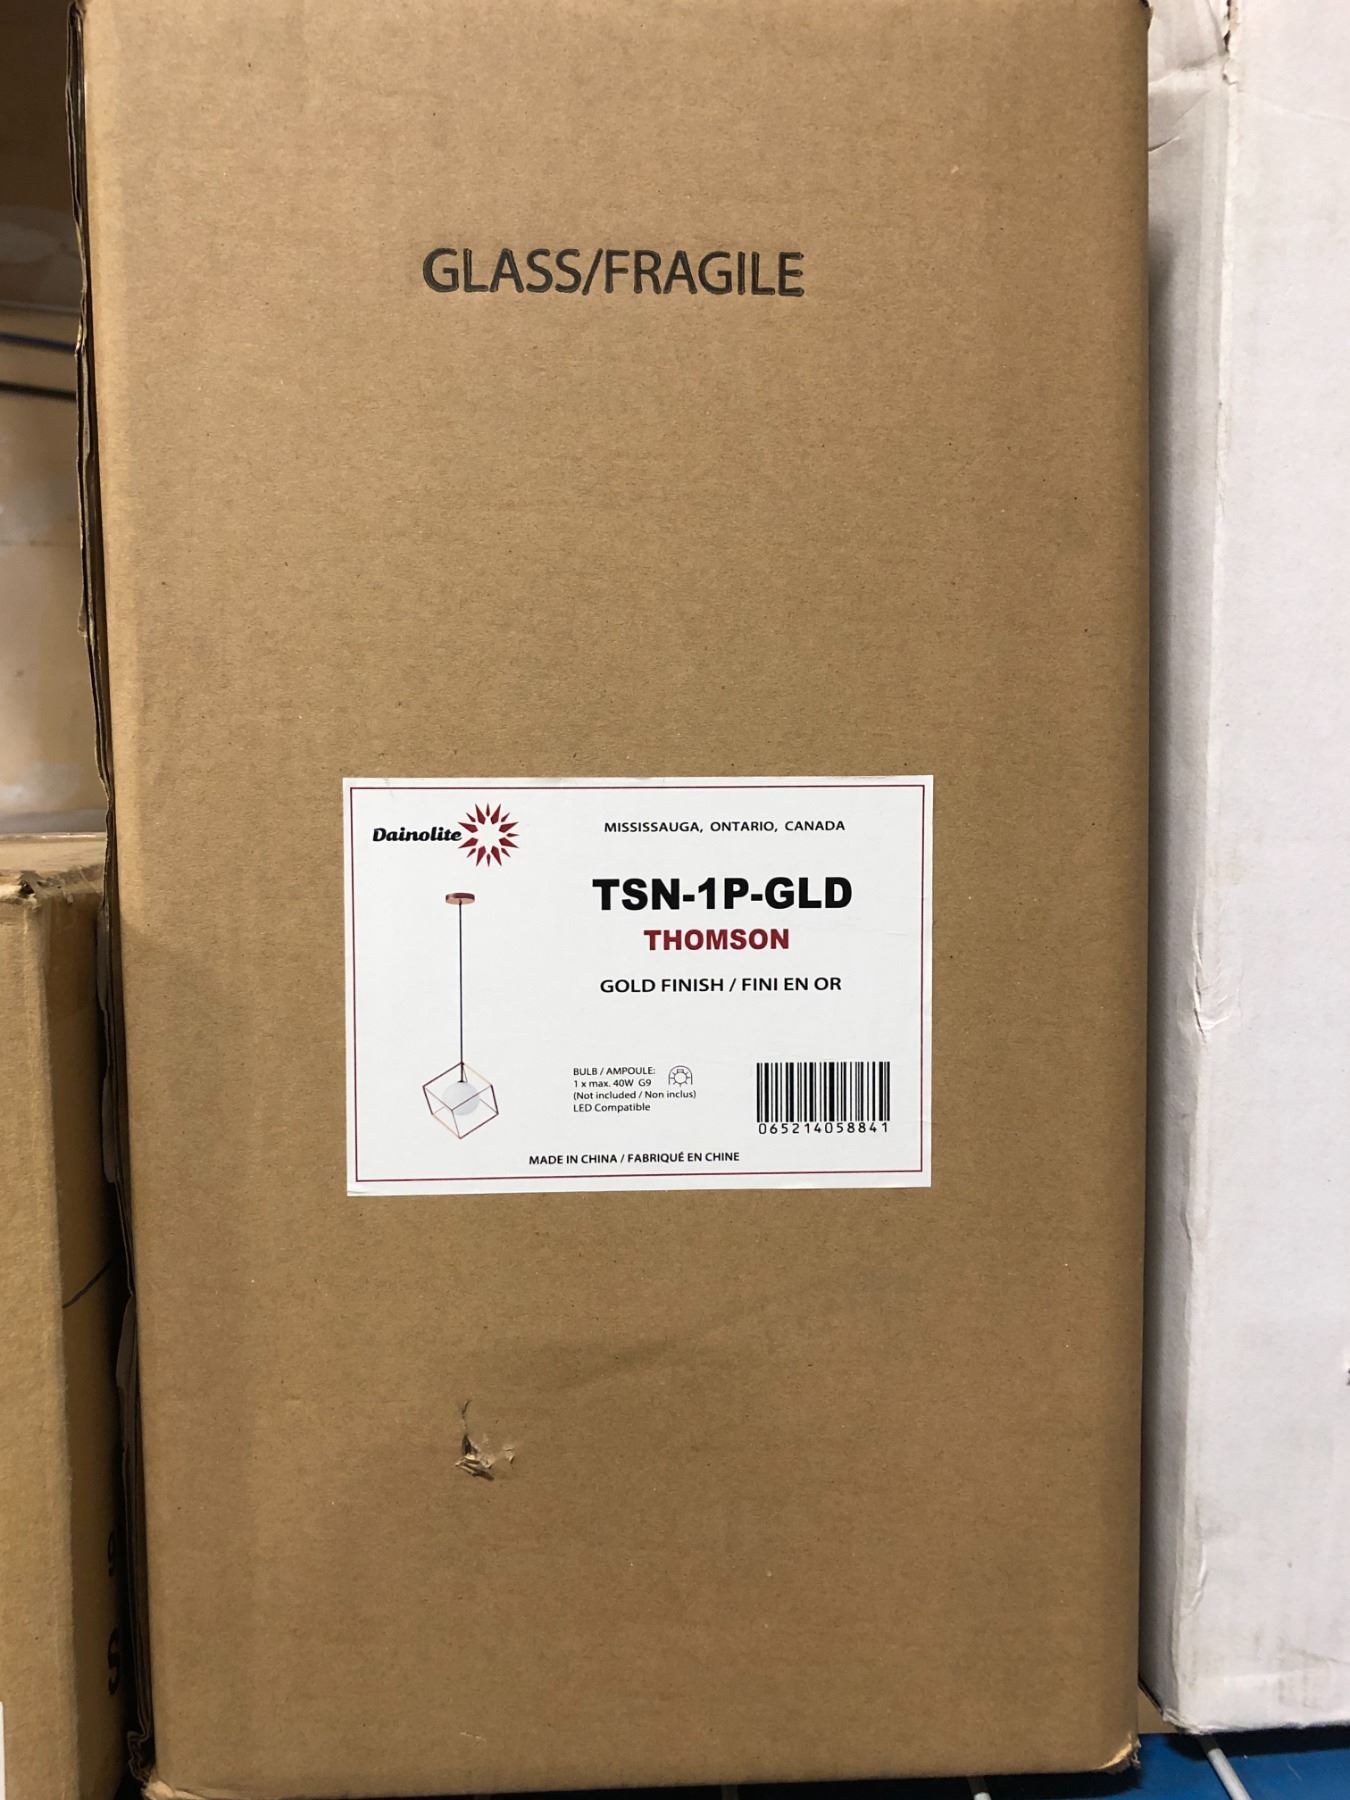 GLASS/FRAGILE
Dainolite
MISSISSAUGA, ONTARIO, CANADA
TSN-1P-GLD
THOMSON
GOLD FINISH / FINI EN OR
BULB / AMPOULE:
1 x max. 40W G9
(Not included / Non inclus)
LED Compatible
065214058841
MADE IN CHINA / FABRIQUÉ EN CHINE